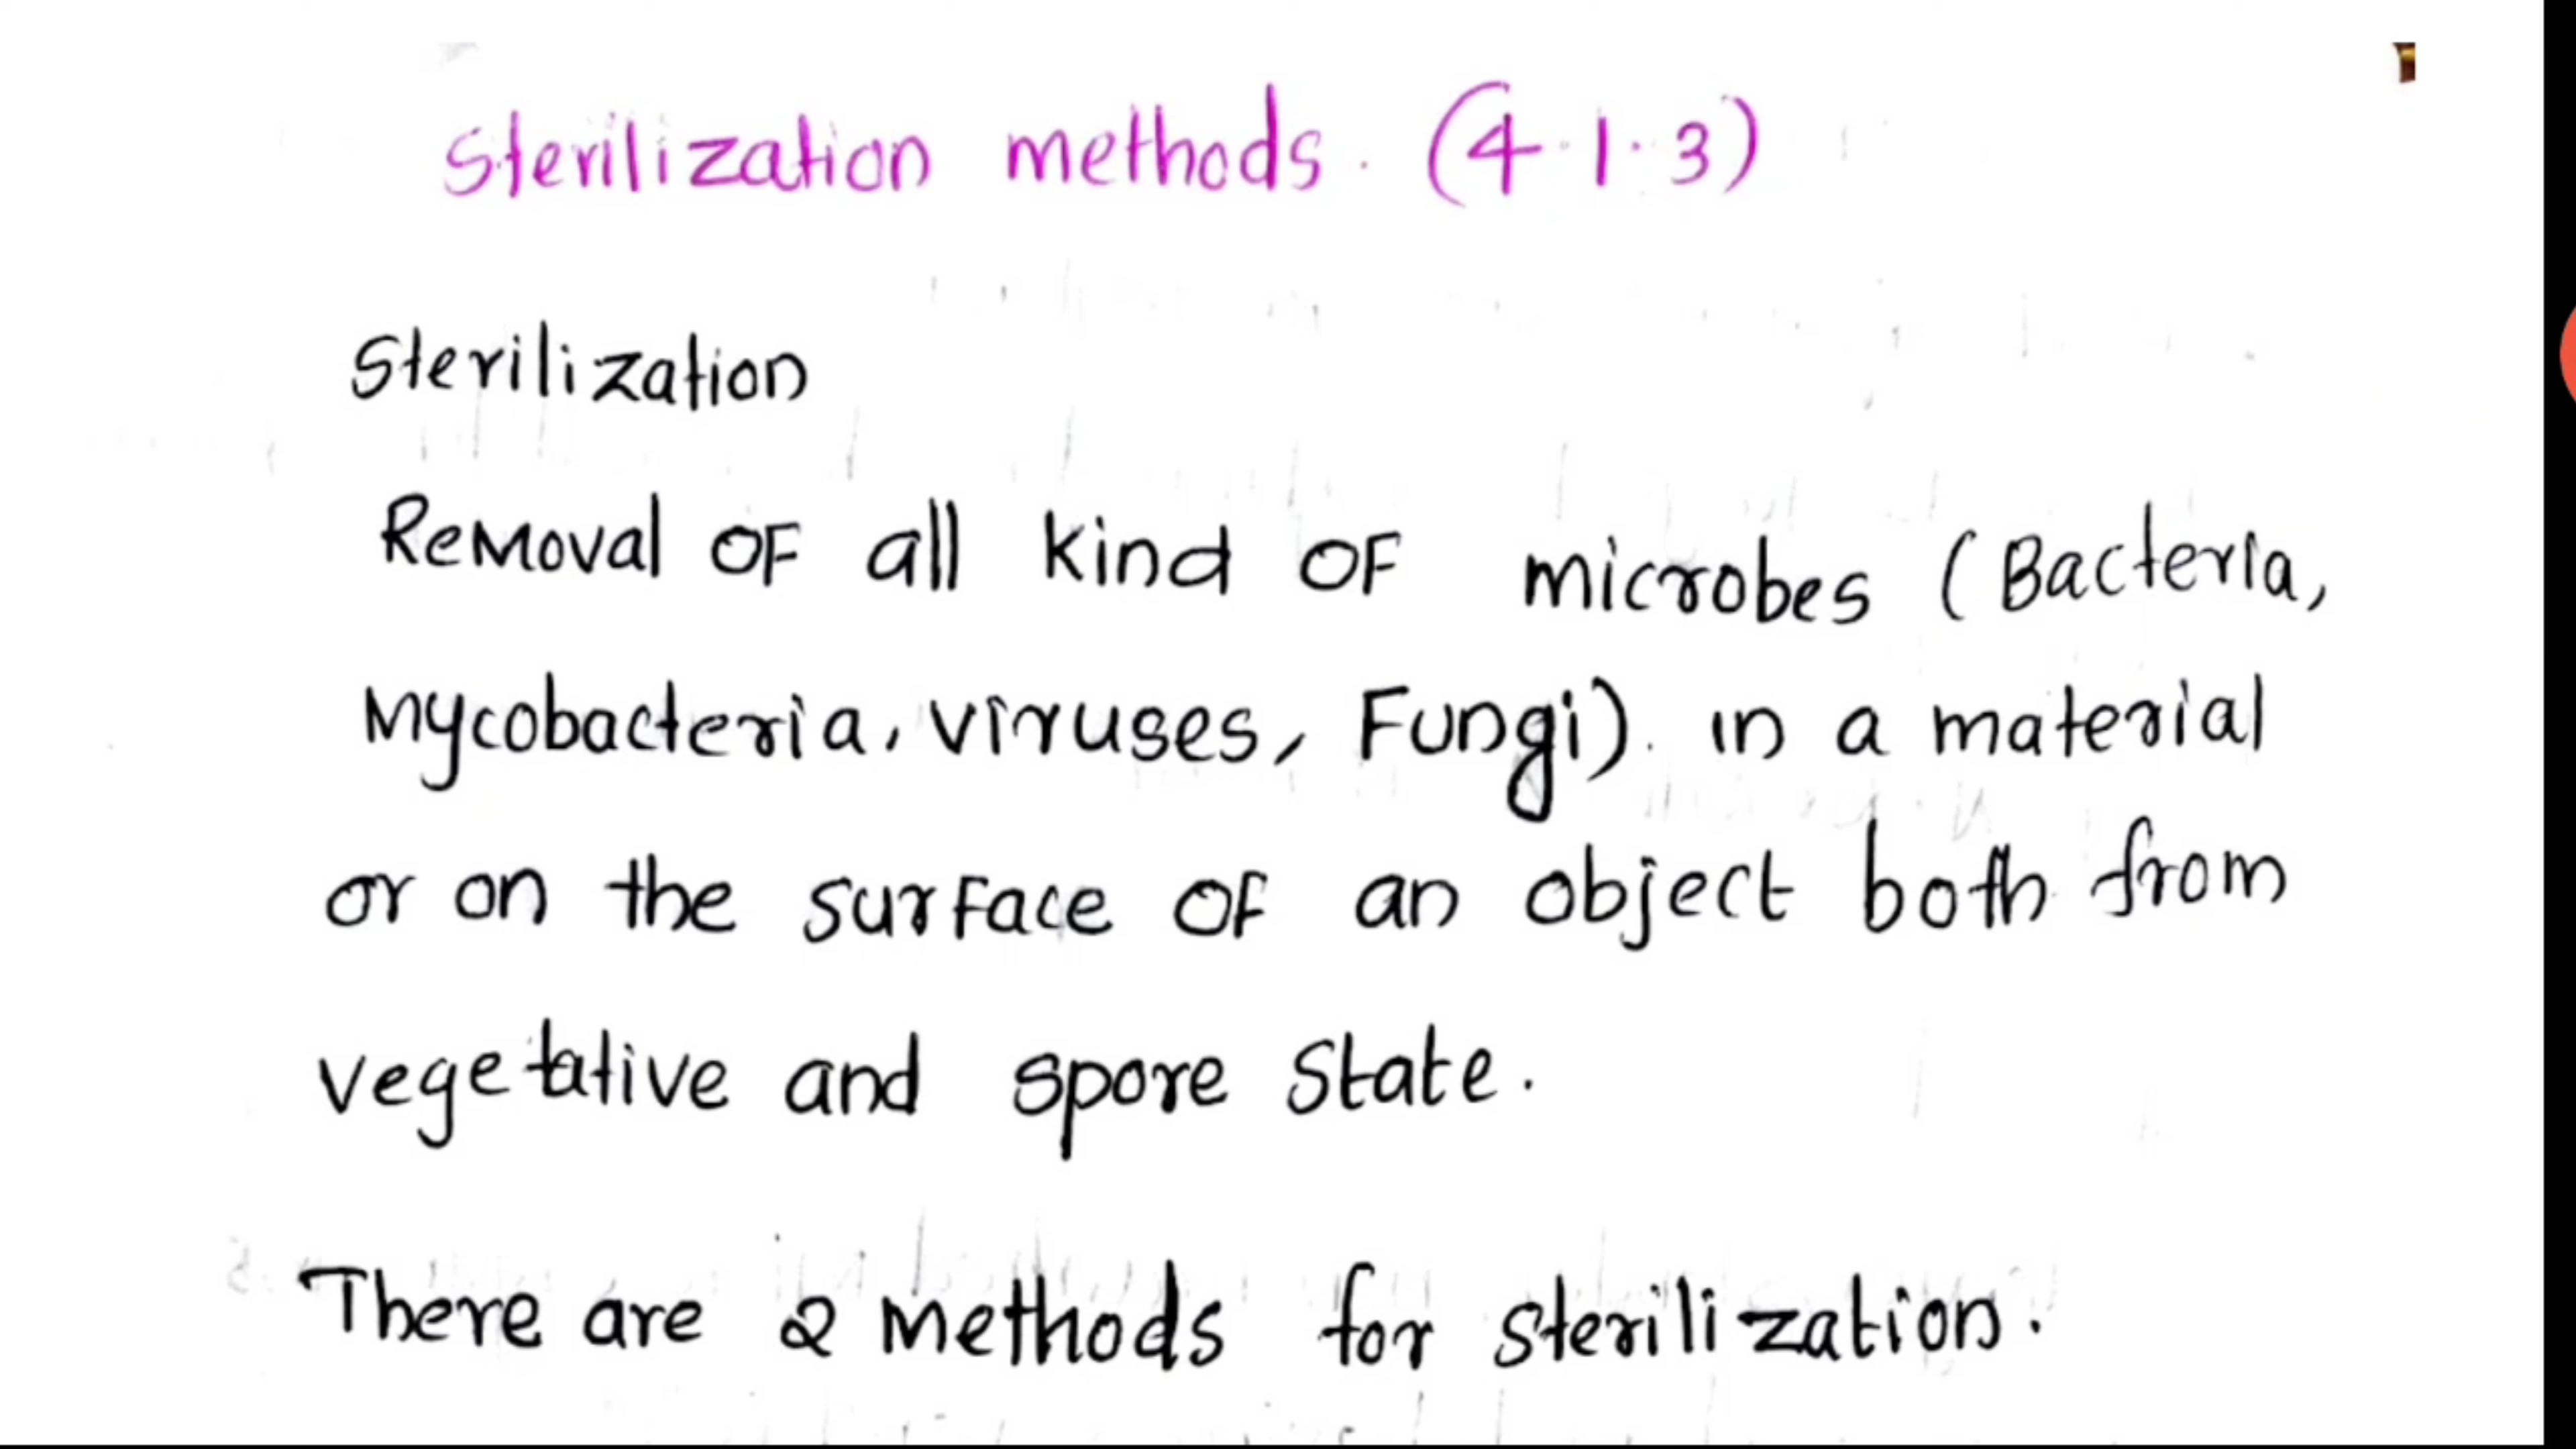 Sterilization methods. (4.1.3)
Sterilization
Removal OF all kind OF microbes (Bacteria,
Mycobacteria, viruses, Fungi). in a material
or on the surface OF an object both from
vegetative and spore state.
There are 2 methods for sterilization.